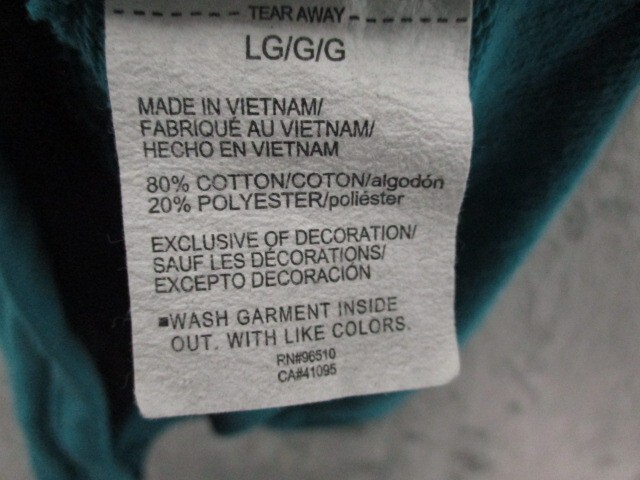 TEAR AWAY
LG/G/G
MADE IN VIETNAM/
FABRIQUÉ AU VIETNAM/
HECHO EN VIETNAM
80% COTTON/COTON/algodón
20% POLYESTER/poliéster
EXCLUSIVE OF DECORATION/
SAUF LES DÉCORATIONS/
EXCEPTO DECORACIÓN
▪WASH GARMENT INSIDE
OUT. WITH LIKE COLORS.
RN#96510
CA#41095